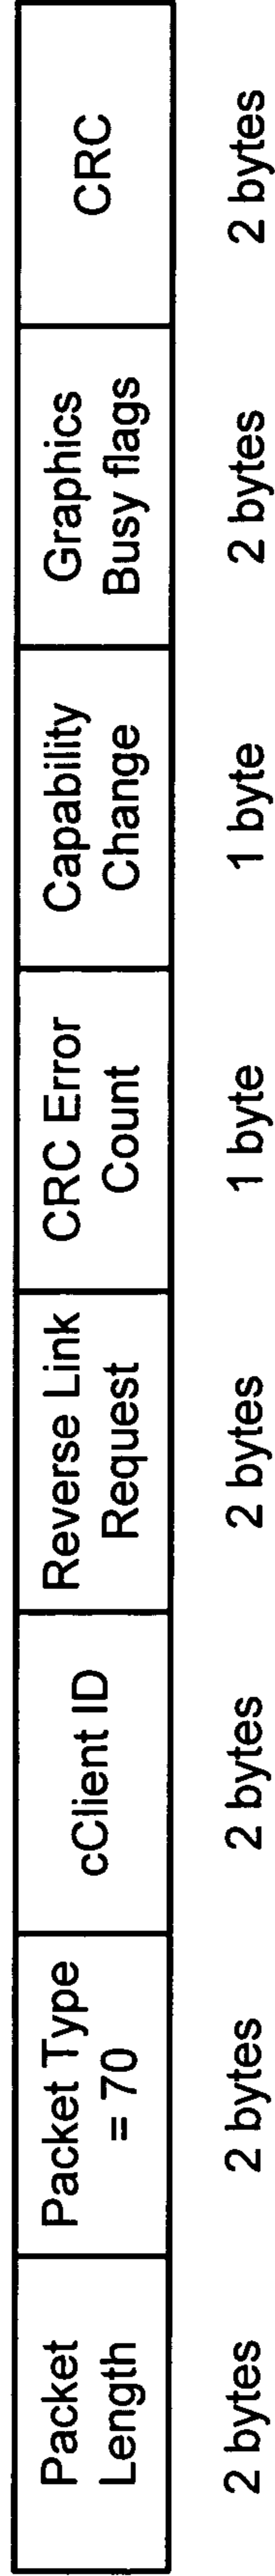 Packet
Length
Packet Type
= 70
cClient ID
Reverse Link
Request
CRC Error
Count
Capability
Change
Graphics
Busy flags
CRC
2 bytes
2 bytes
2 bytes
2 bytes
1 byte
1 byte
2 bytes
2 bytes